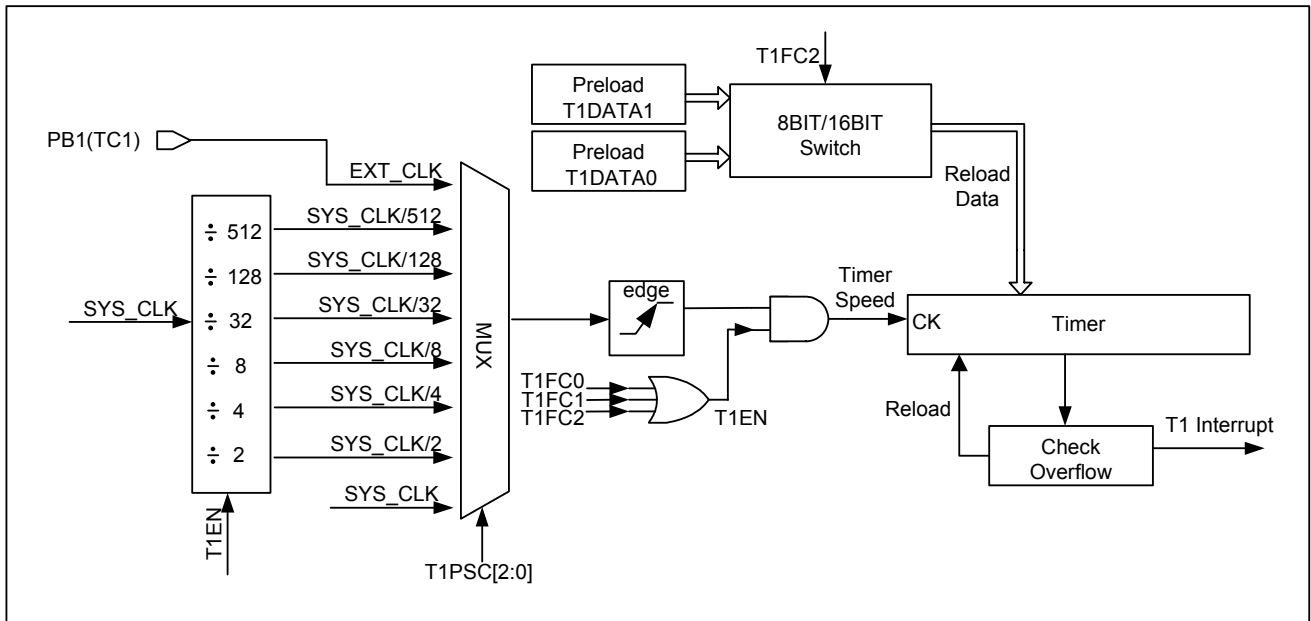 T1FC2
Preload
T1DATA1
8BIT/16BIT
Switch
Preload
T1DATA0
PB1(TC1)
EXT_CLK
Reload
Data
÷ 512
SYS_CLK/512
÷ 128
SYS_CLK/128
SYS_CLK
÷ 32
SYS_CLK/32
÷ 8
SYS_CLK/8
÷ 4
SYS_CLK/4
÷ 2
SYS_CLK/2
SYS_CLK
T1EN
MUX
T1PSC[2:0]
edge
Timer
Speed
CK
Timer
T1FC0
T1FC1
T1FC2
T1EN
Reload
Check
Overflow
T1 Interrupt